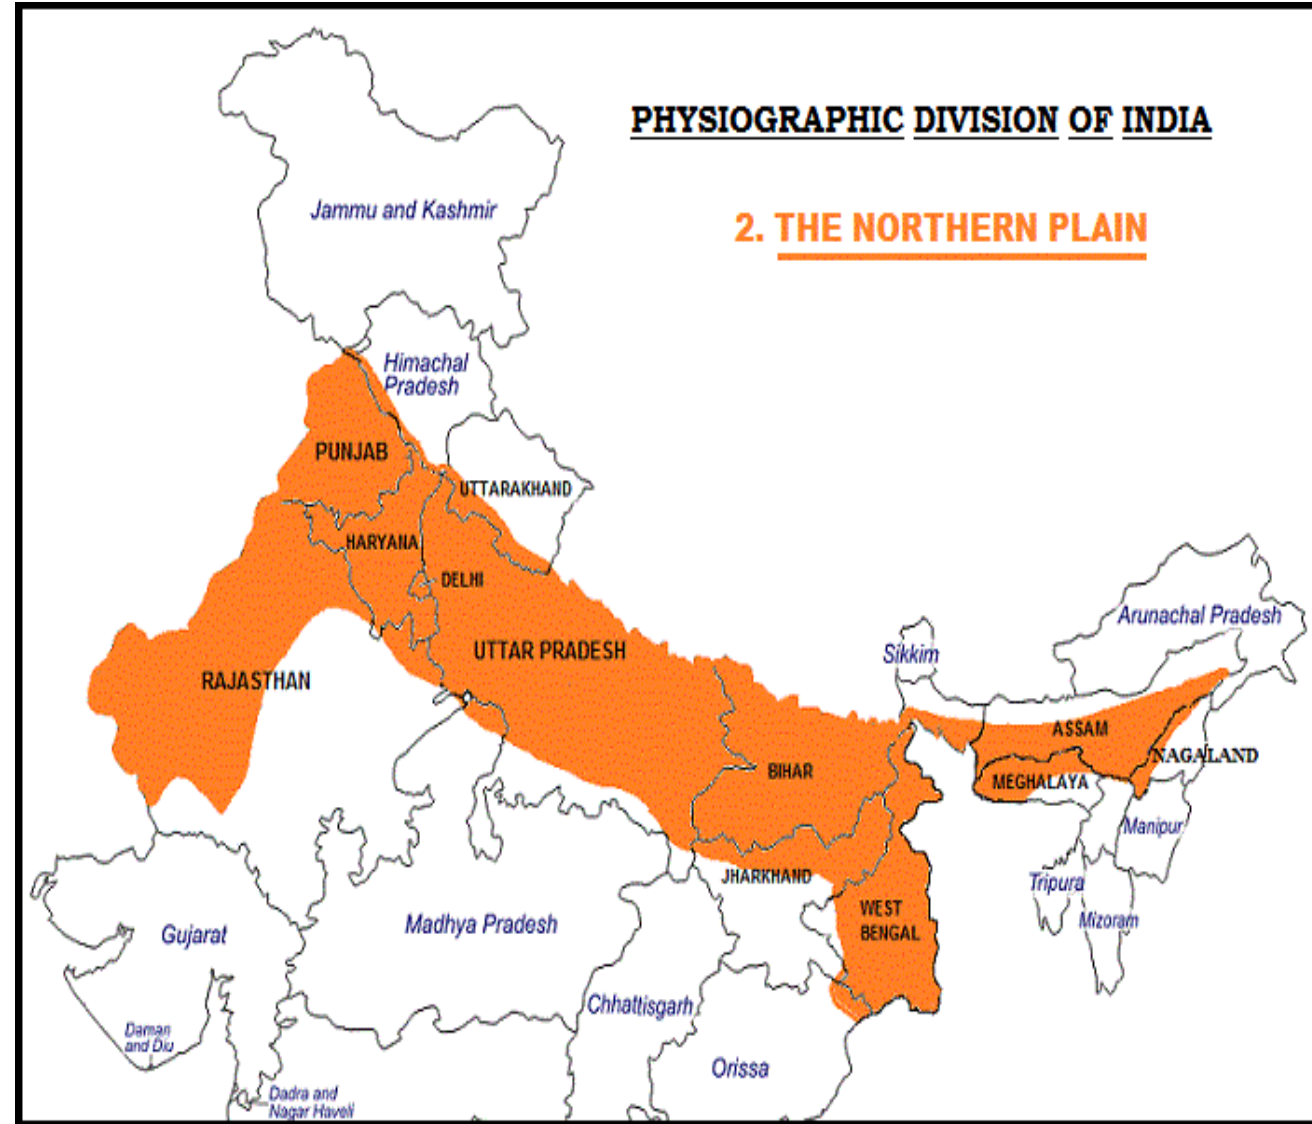 PHYSIOGRAPHIC DIVISION OF INDIA
2. THE NORTHERN PLAIN
Jammu and Kashmir
Himachal
Pradesh
PUNJAB
UTTARAKHAND
HARYANA
DELHI
UTTAR PRADESH
RAJASTHAN
Arunachal Pradesh
Sikkim
ASSAM
NAGALAND
BIHAR
MEGHALAYA
Manipur
JHARKHAND
Tripura
WEST
BENGAL
Mizoram
Gujarat
Madhya Pradesh
Chhattisgarh
Daman
and Diu
Orissa
Dadra and
Nagar Haveli